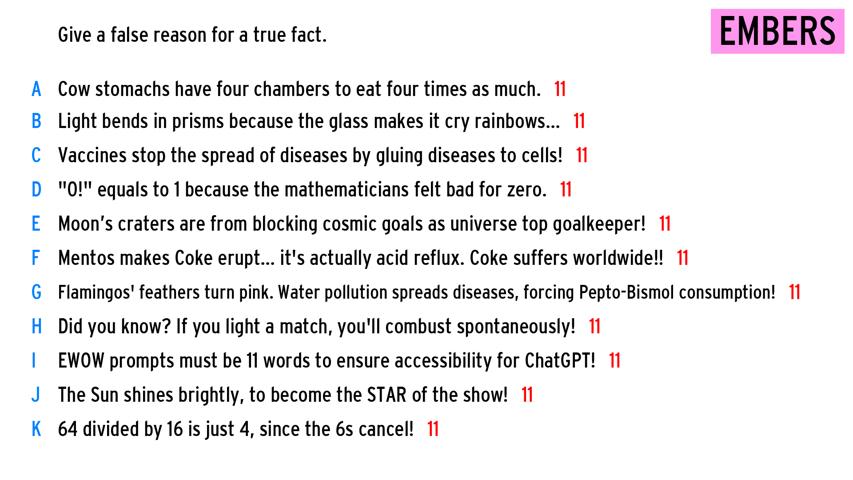 Give a false reason for a true fact.
EMBERS
A Cow stomachs have four chambers to eat four times as much. 11
B Light bends in prisms because the glass makes it cry rainbows... 11
C Vaccines stop the spread of diseases by gluing diseases to cells! 11
D "0!" equals to 1 because the mathematicians felt bad for zero. 11
E Moon's craters are from blocking cosmic goals as universe top goalkeeper! 11
F Mentos makes Coke erupt... it's actually acid reflux. Coke suffers worldwide!! 11
G Flamingos' feathers turn pink. Water pollution spreads diseases, forcing Pepto-Bismol consumption! 11
H Did you know? If you light a match, you'll combust spontaneously! 11
I EWOW prompts must be 11 words to ensure accessibility for ChatGPT! 11
J The Sun shines brightly, to become the STAR of the show! 11
K 64 divided by 16 is just 4, since the 6s cancel! 11